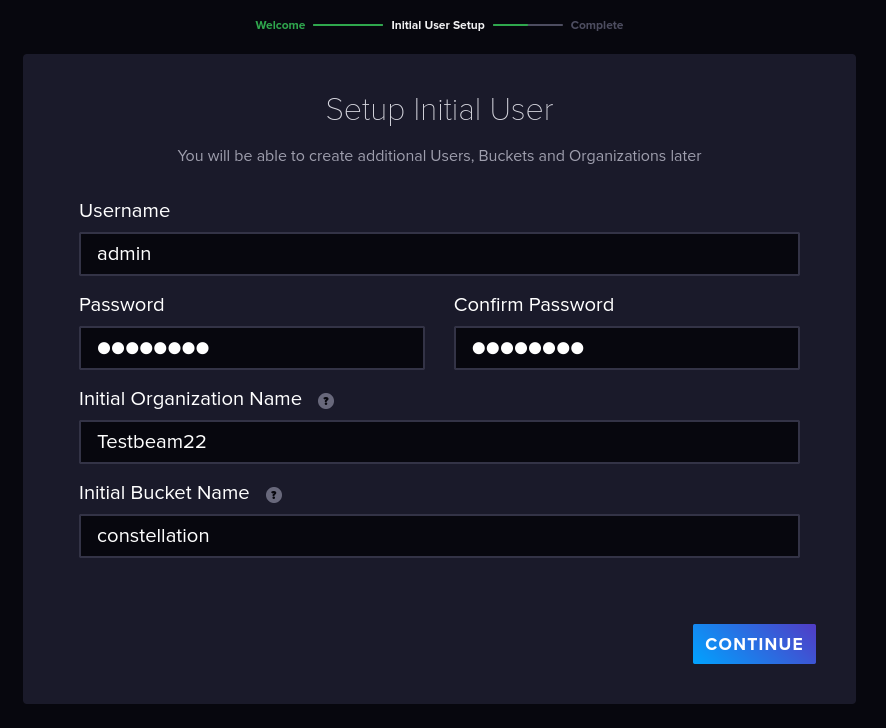 Welcome Initial User Setup Complete
Setup Initial User
You will be able to create additional Users, Buckets and Organizations later
Username
admin
Password Confirm Password
●●●●●●●● ●●●●●●●●
Initial Organization Name ?
Testbeam22
Initial Bucket Name ?
constellation
CONTINUE